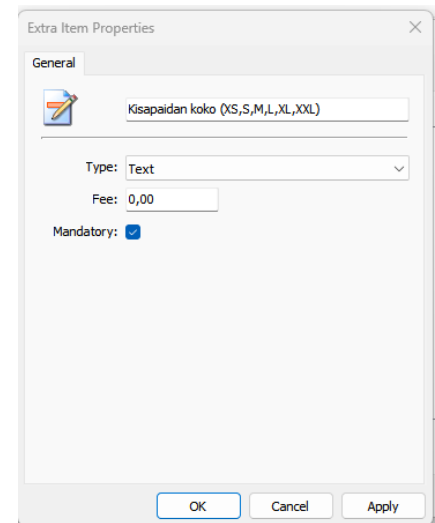 Extra Item Properties
General
Kisapaidan koko (XS,S,M,L,XL,XXL)
Type: Text
Fee: 0,00
Mandatory:
OK Cancel Apply